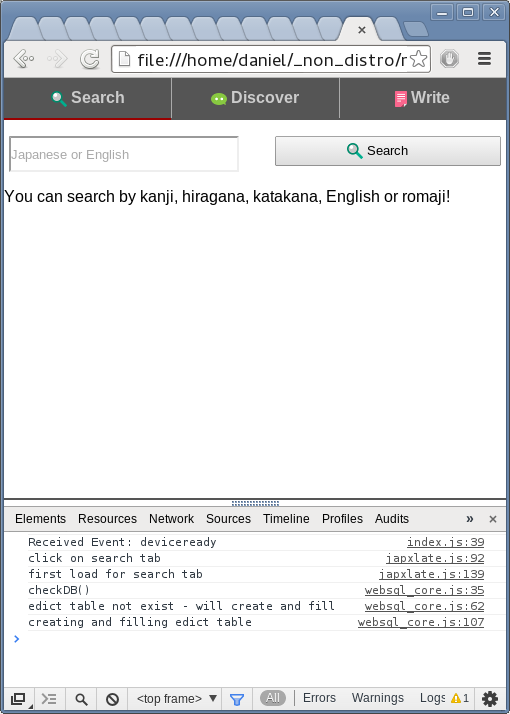 file:///home/daniel/_non_distro/r
Search
Discover
Write
Japanese or English
Search
You can search by kanji, hiragana, katakana, English or romaji!
Elements Resources Network Sources Timeline Profiles Audits »
Received Event: deviceready index.js:39
click on search tab japxlate.js:92
first load for search tab japxlate.js:139
checkDB() websql_core.js:35
edict table not exist - will create and fill websql_core.js:62
creating and filling edict table websql_core.js:107
>
<top frame> All Errors Warnings Logs 1